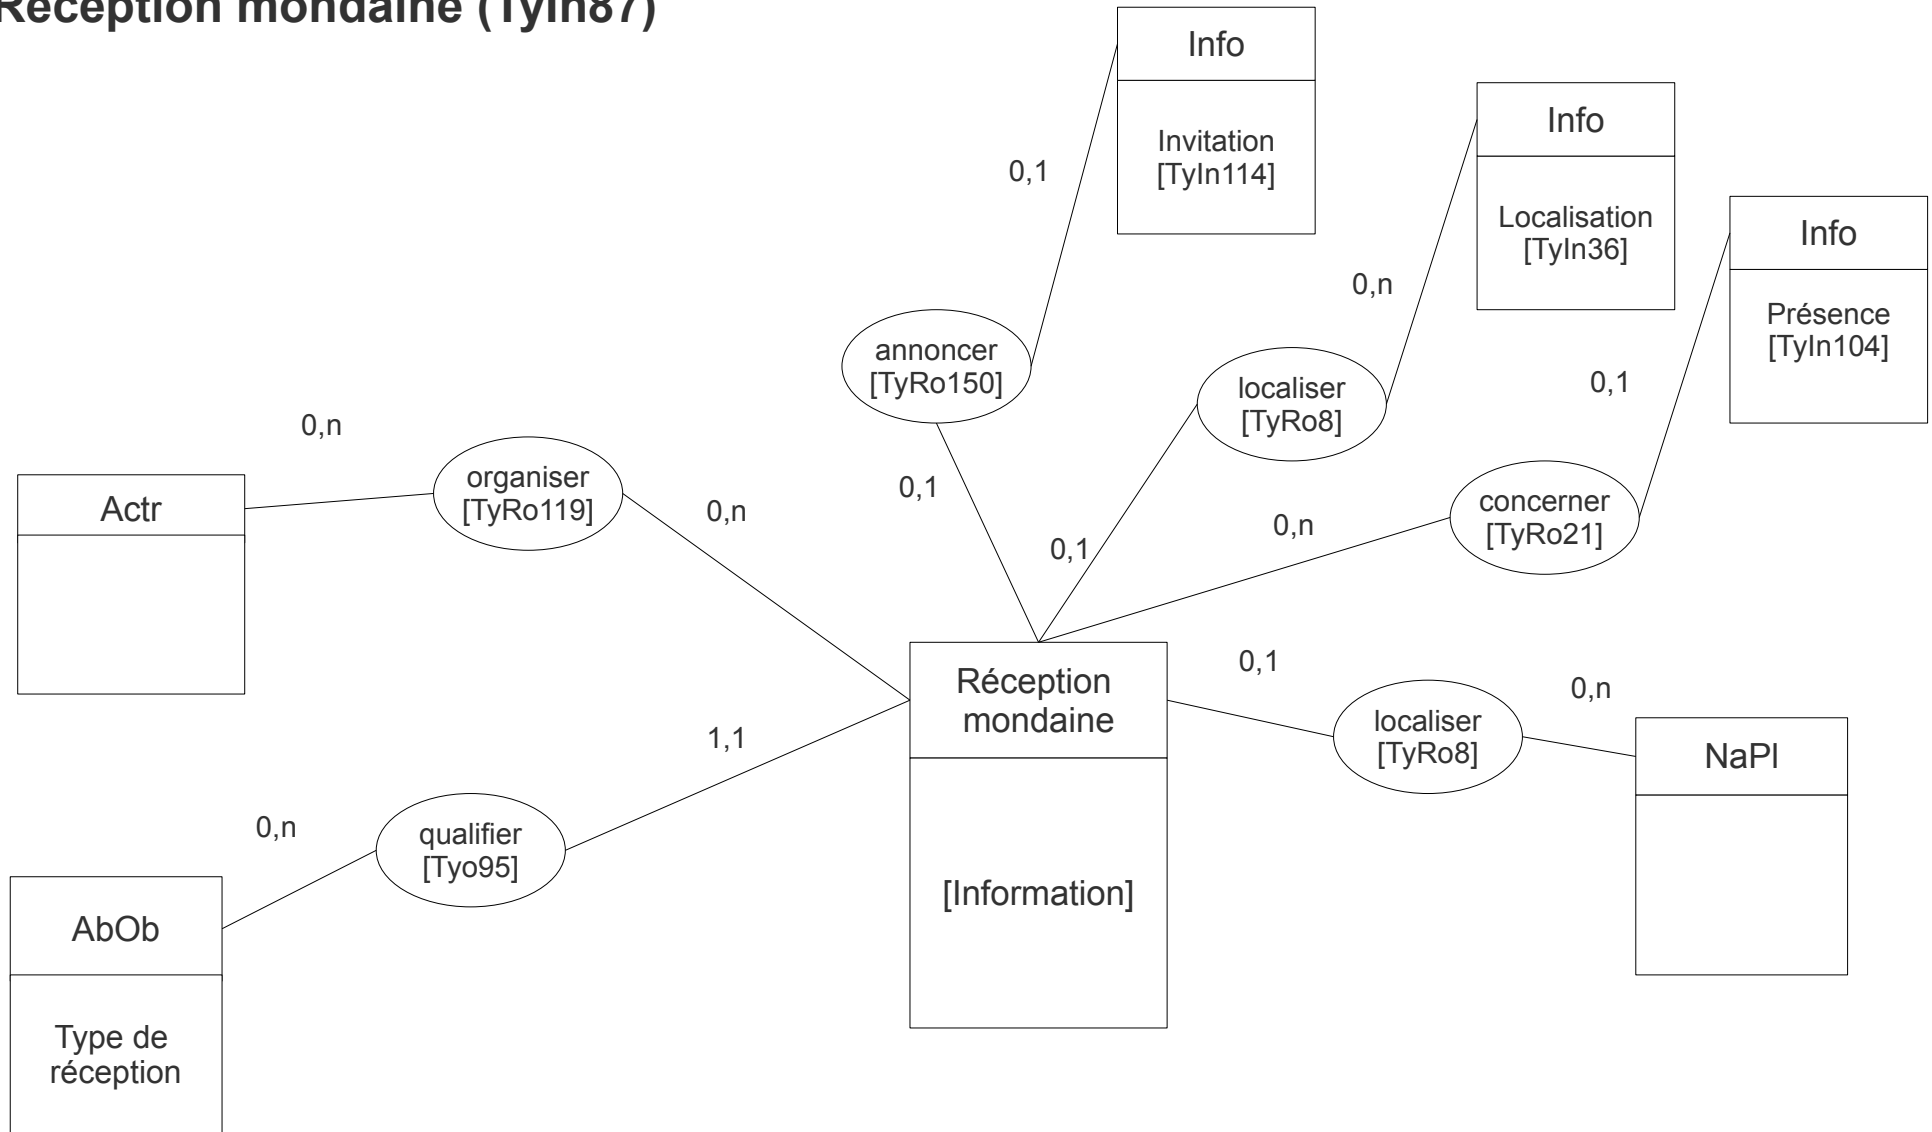 Réception mondaine (TyIn87)
Info
Invitation
[TyIn114]
0,1
Info
Localisation
[TyIn36]
0,n
Info
Présence
[TyIn104]
0,1
annoncer
[TyRo150]
0,1
localiser
[TyRo8]
0,1
concerner
[TyRo21]
0,n
0,n
organiser
[TyRo119]
0,n
Actr
Réception
mondaine
[Information]
0,1
localiser
[TyRo8]
0,n
NaPl
1,1
qualifier
[Tyo95]
0,n
AbOb
Type de
réception